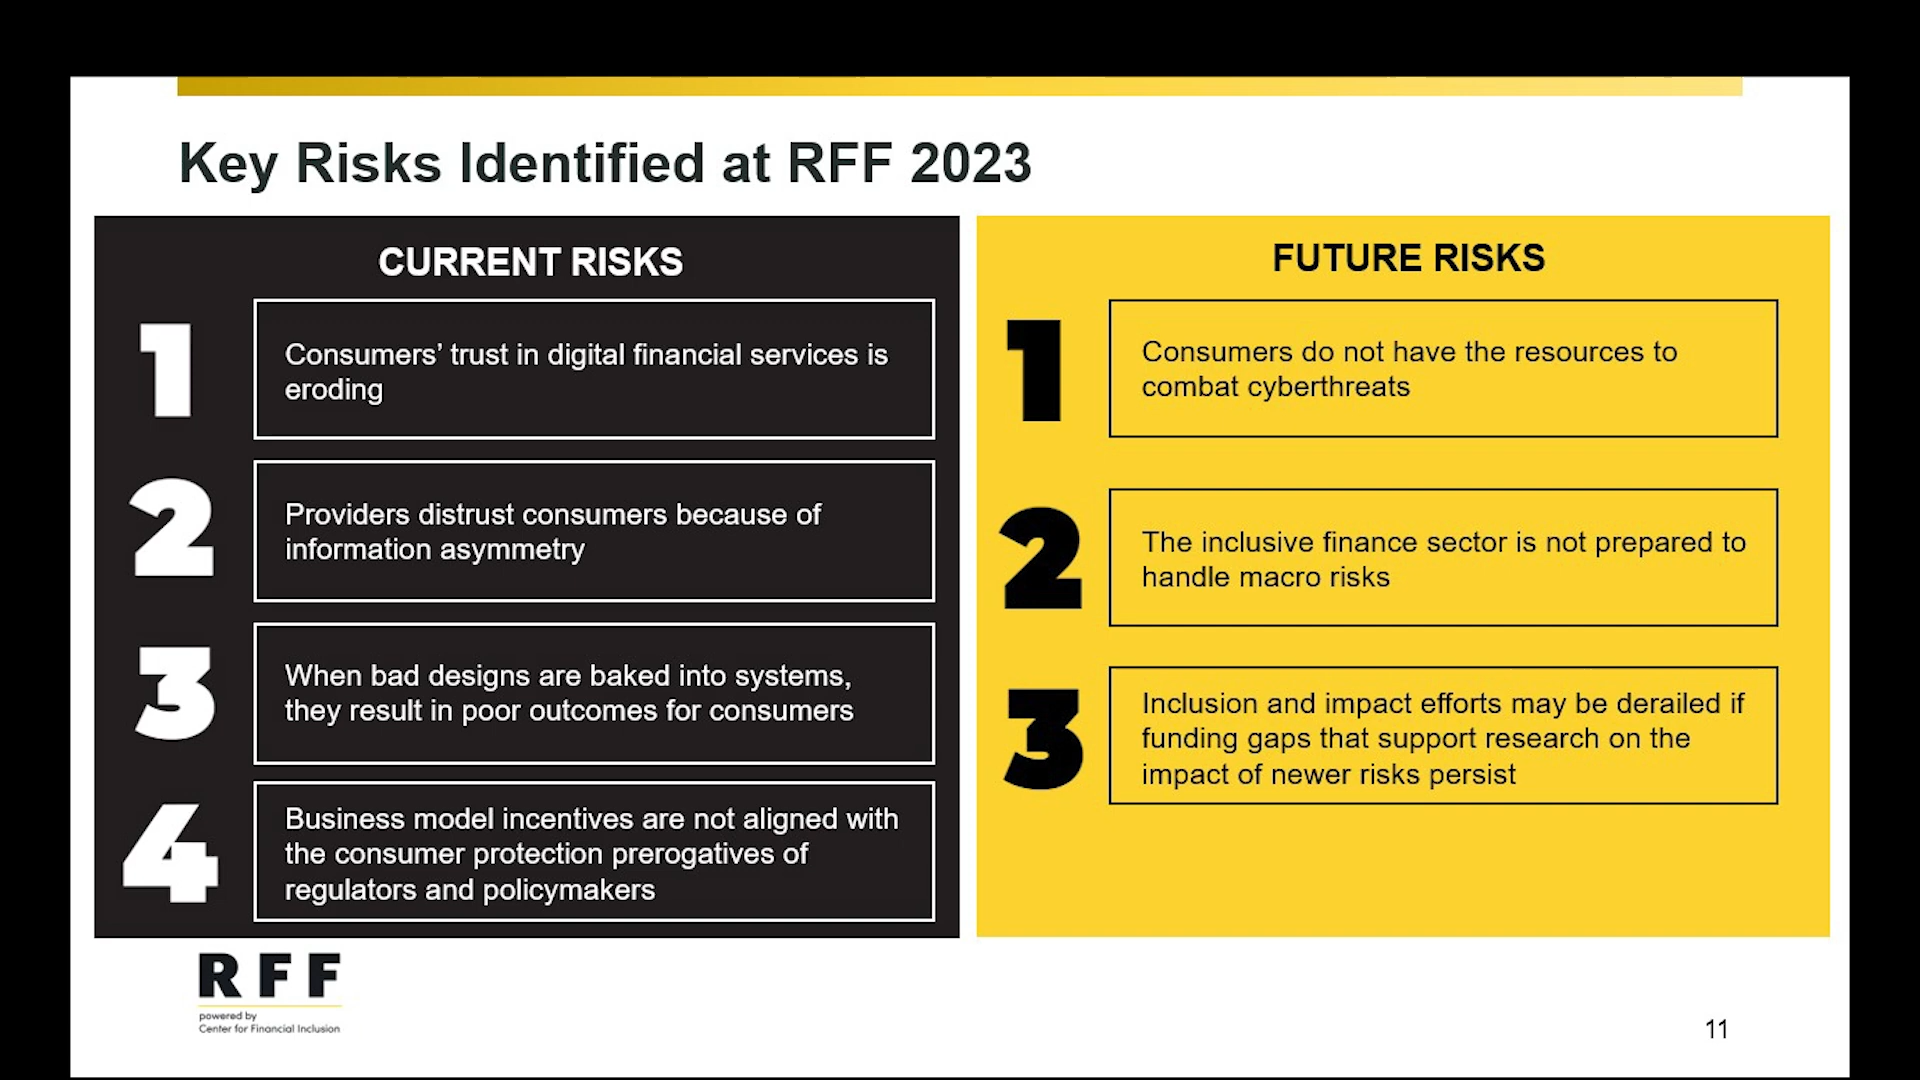 Key Risks Identified at RFF 2023
CURRENT RISKS
1
Consumers’ trust in digital financial services is
eroding
2
Providers distrust consumers because of
information asymmetry
3
When bad designs are baked into systems,
they result in poor outcomes for consumers
4
Business model incentives are not aligned with
the consumer protection prerogatives of
regulators and policymakers
FUTURE RISKS
1
Consumers do not have the resources to
combat cyberthreats
2
The inclusive finance sector is not prepared to
handle macro risks
3
Inclusion and impact efforts may be derailed if
funding gaps that support research on the
impact of newer risks persist
RFF
powered by
Center for Financial Inclusion
11